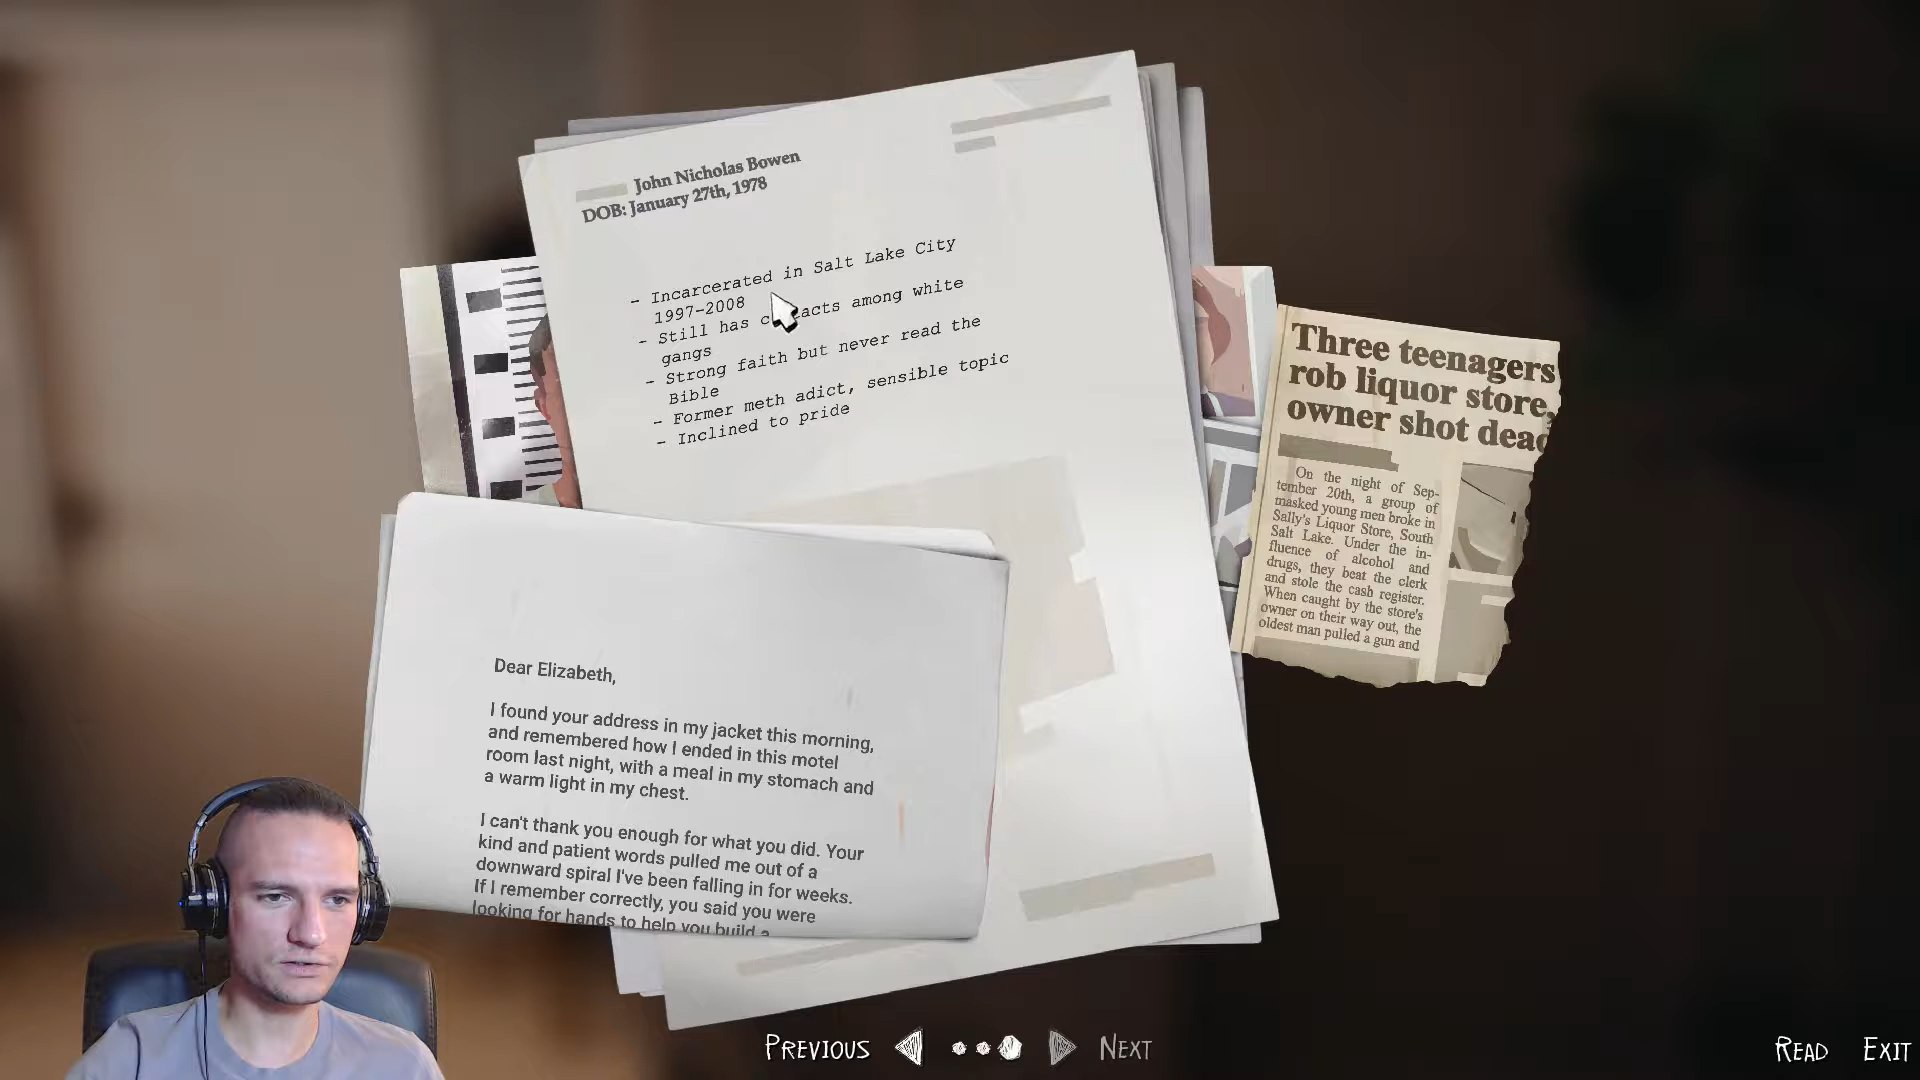 John Nicholas Bowen
DOB: January 27th, 1978
- Incarcerated in Salt Lake City
1997-2008
- Still has c acts among white
gangs
- Strong faith but never read the
Bible
- Former meth adict, sensible topic
- Inclined to pride
Three teenagers
rob liquor store,
owner shot dead
On the night of Sep-
tember 20th, a group of
masked young men broke in
Sally's Liquor Store, South
Salt Lake. Under the in-
fluence of alcohol and
drugs, they beat the clerk
and stole the cash register.
When caught by the store's
owner on their way out, the
oldest man pulled a gun and
Dear Elizabeth,
I found your address in my jacket this morning,
and remembered how I ended in this motel
room last night, with a meal in my stomach and
a warm light in my chest.
I can't thank you enough for what you did. Your
kind and patient words pulled me out of a
downward spiral I've been falling in for weeks.
If I remember correctly, you said you were
looking for hands to help you build a
PREVIOUS
NEXT
READ
EXIT